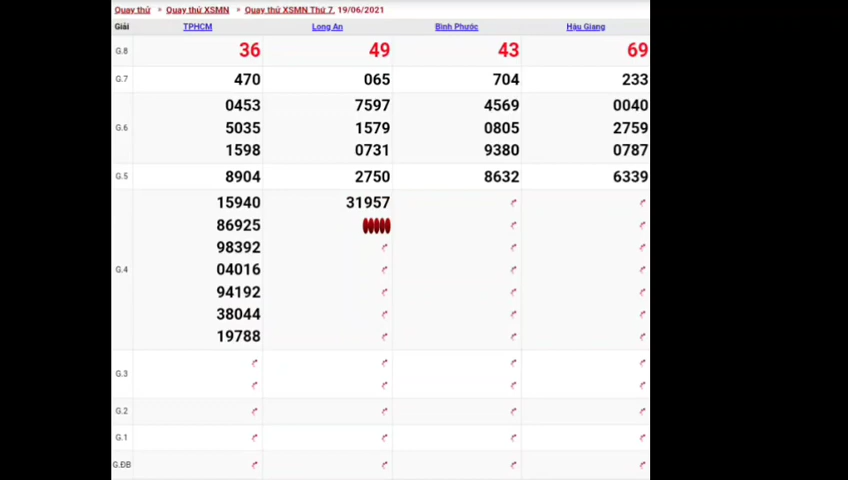 Quay thử » Quay thử XSMN » Quay thử XSMN Thứ 7, 19/06/2021
Giải TPHCM Long An Bình Phước Hậu Giang
G.8 36 49 43 69
G.7 470 065 704 233
0453 7597 4569 0040
G.6 5035 1579 0805 2759
1598 0731 9380 0787
G.5 8904 2750 8632 6339
15940 31957
86925
98392
G.4 04016
94192
38044
19788
G.3
G.2
G.1
G.ĐB